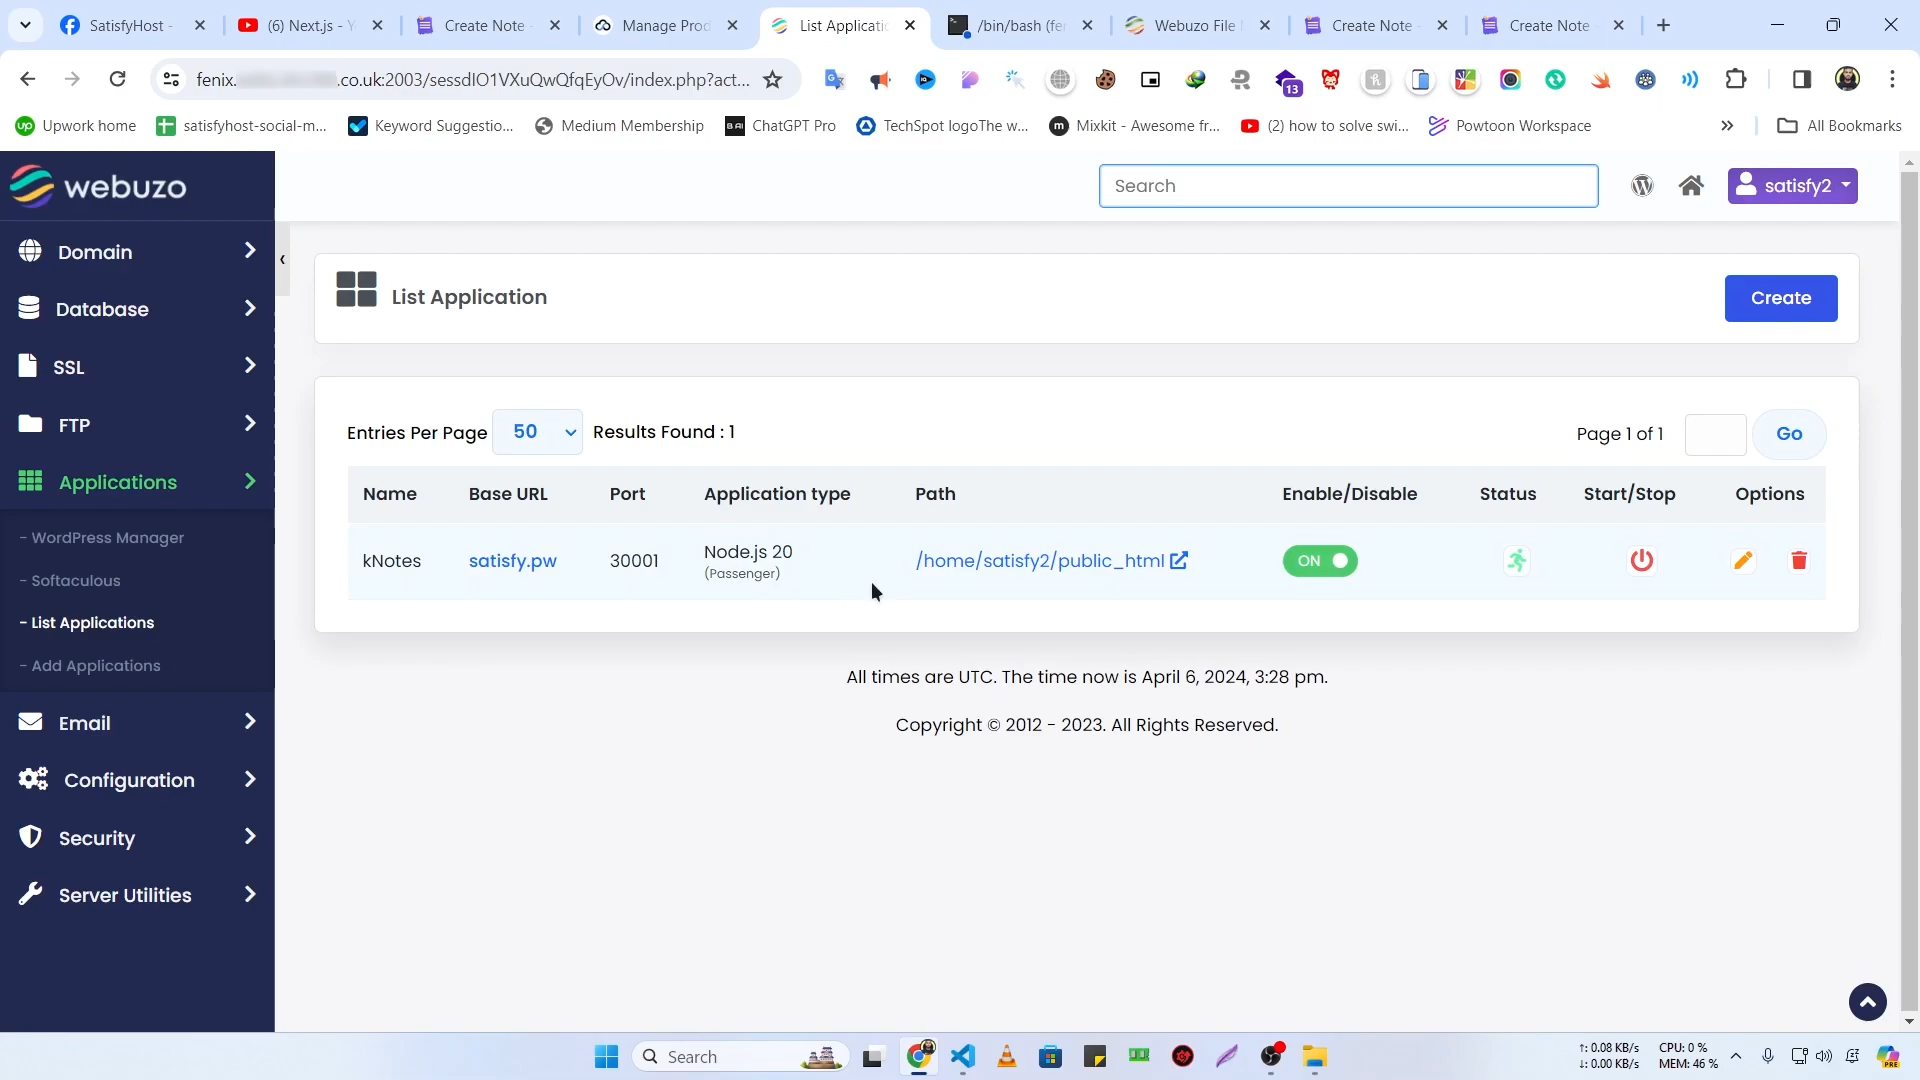 SatisfyHost -
(6) Next.js - Y
Create Note -
Manage Prod
List Applicatio
/bin/bash (fe
Webuzo File
Create Note -
Create Note -
fenix.
.co.uk:2003/sessdIO1VXuQwQfqEyOv/index.php?act...
13
Upwork home
satisfyhost-social-m...
Keyword Suggestio...
Medium Membership
ChatGPT Pro
TechSpot logoThe w...
Mixkit - Awesome fr...
(2) how to solve swi...
Powtoon Workspace
All Bookmarks
webuzo
Search
satisfy2
Domain
Database
SSL
FTP
Applications
- WordPress Manager
- Softaculous
- List Applications
- Add Applications
Email
Configuration
Security
Server Utilities
List Application
Create
Entries Per Page 50 Results Found : 1
Page 1 of 1 Go
Name Base URL Port Application type Path Enable/Disable Status Start/Stop Options
kNotes satisfy.pw 30001 Node.js 20 (Passenger) /home/satisfy2/public_html ON
All times are UTC. The time now is April 6, 2024, 3:28 pm.
Copyright © 2012 - 2023. All Rights Reserved.
Search
↑: 0.08 KB/s
↓: 0.00 KB/s
CPU: 0 %
MEM: 46 %
PRE